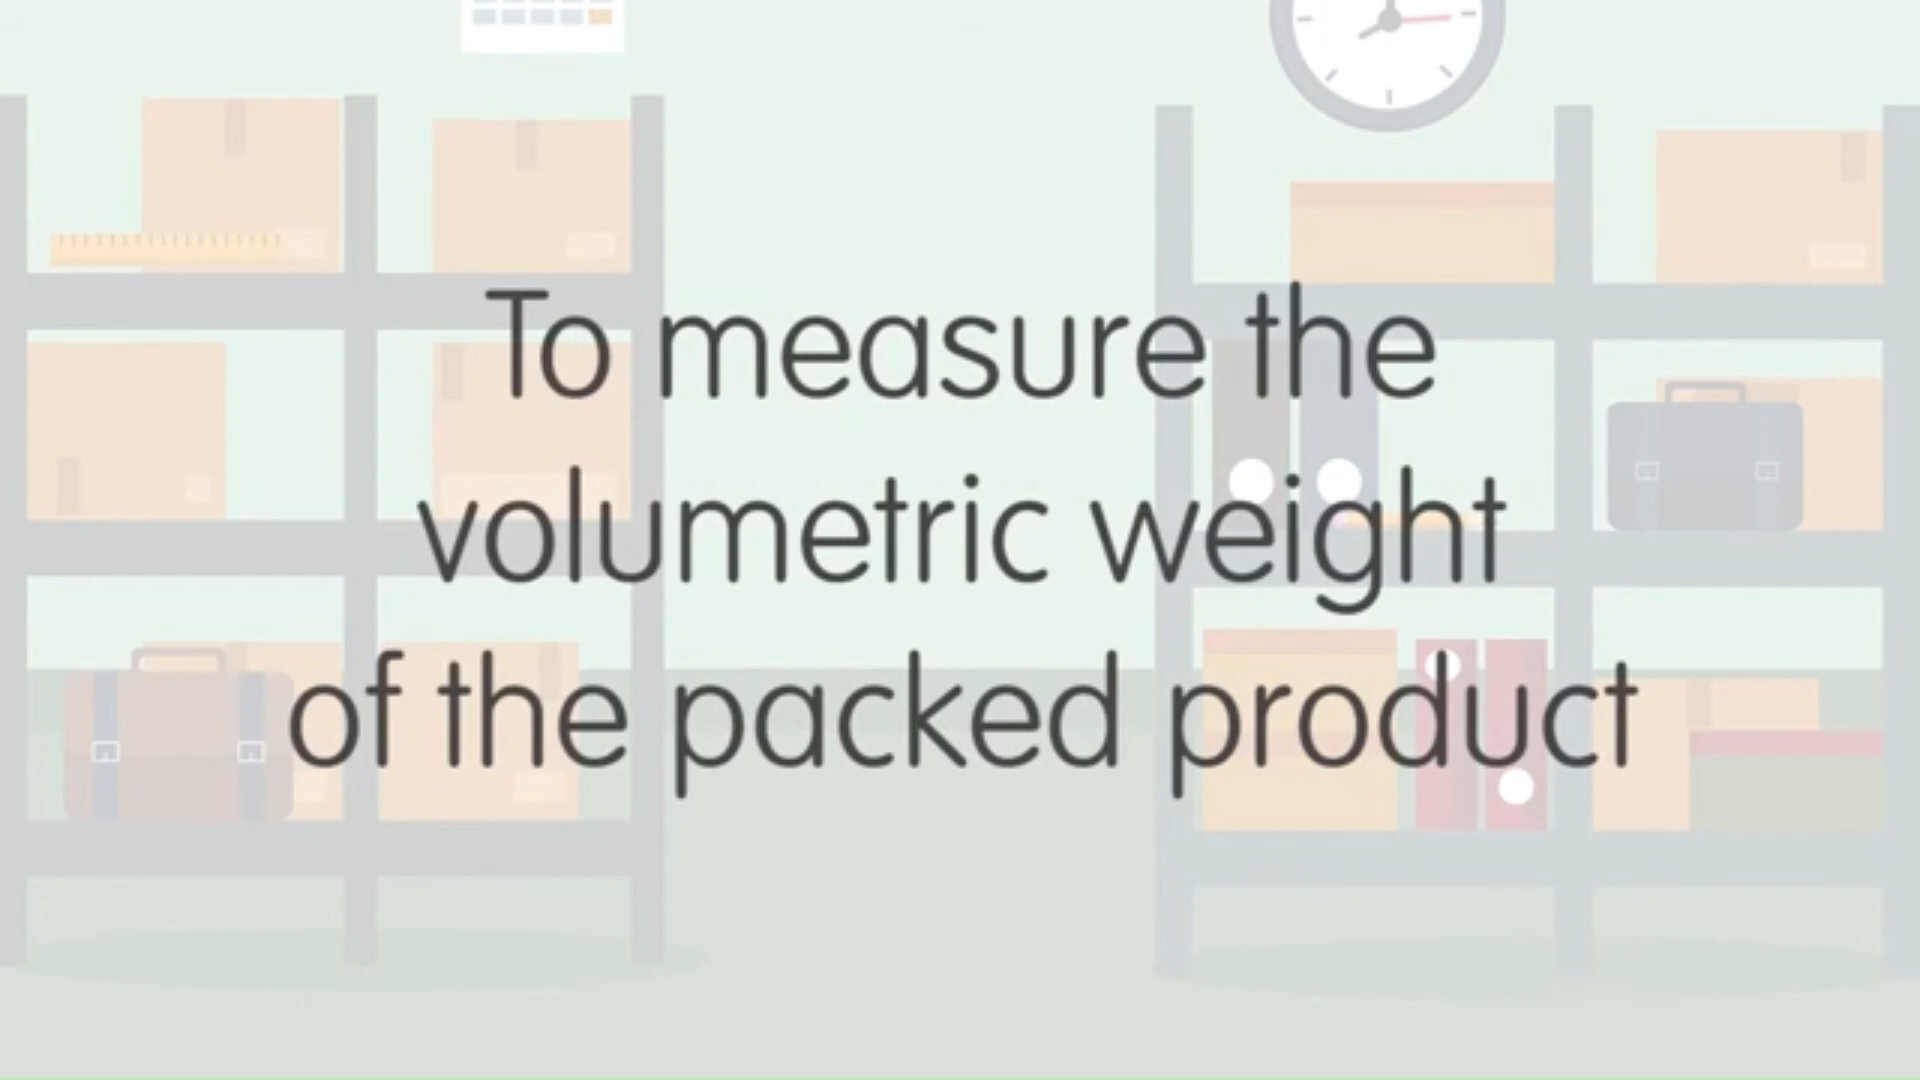 To measure the
volumetric weight
of the packed product